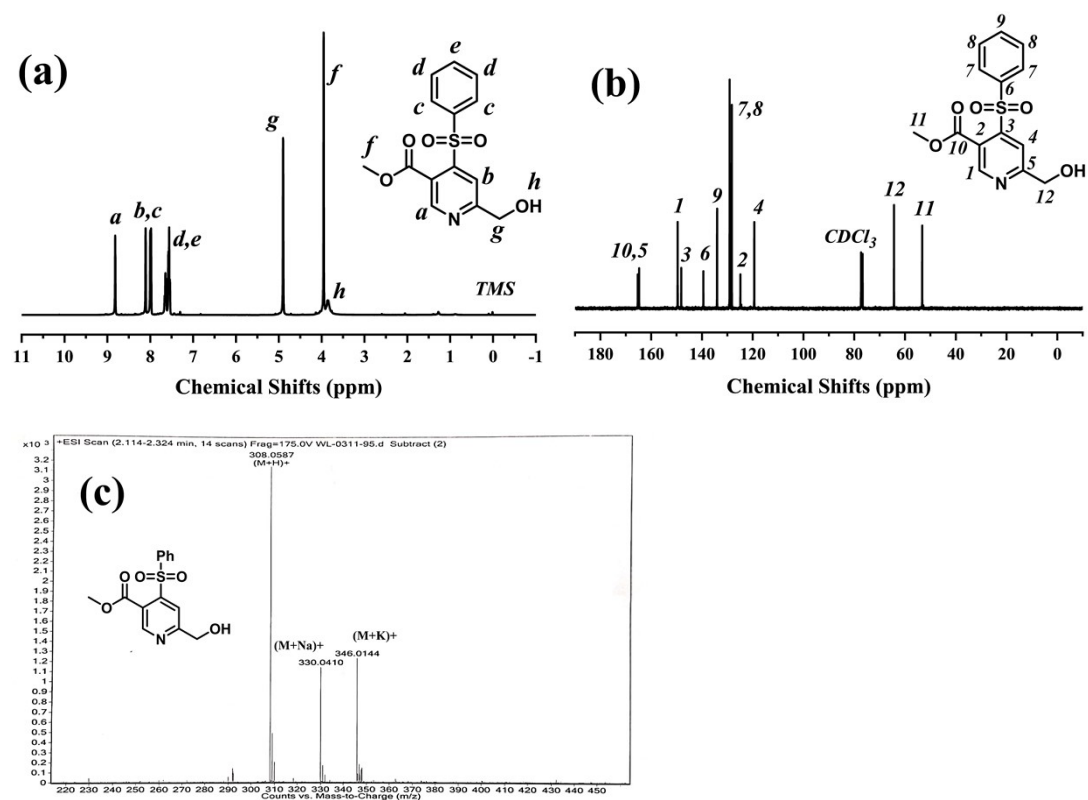 (a)
a
b,c
d,e
g
f
h
TMS
e
d d
c c
S
O O
O
f
O
b
a
N
g
h
OH
11 10 9 8 7 6 5 4 3 2 1 0 -1
Chemical Shifts (ppm)
(b)
10,5
1
3
6
9
7,8
2
4
CDCl3
12
11
9
8 8
7 7
6
S
O O
O
11
O
10
2
3
4
1
5
N
12
OH
180 160 140 120 100 80 60 40 20 0
Chemical Shifts (ppm)
(c)
x10 3
+ESI Scan (2.114-2.324 min, 14 scans) Frag=175.0V WL-0311-95.d Subtract (2)
308.0587
(M+H)+
(M+Na)+
330.0410
(M+K)+
346.0144
Ph
S
O O
O
O
N
OH
3.2
3.1
3
2.9
2.8
2.7
2.6
2.5
2.4
2.3
2.2
2.1
2
1.9
1.8
1.7
1.6
1.5
1.4
1.3
1.2
1.1
1
0.9
0.8
0.7
0.6
0.5
0.4
0.3
0.2
0.1
0
220 230 240 250 260 270 280 290 300 310 320 330 340 350 360 370 380 390 400 410 420 430 440 450
Counts vs. Mass-to-Charge (m/z)